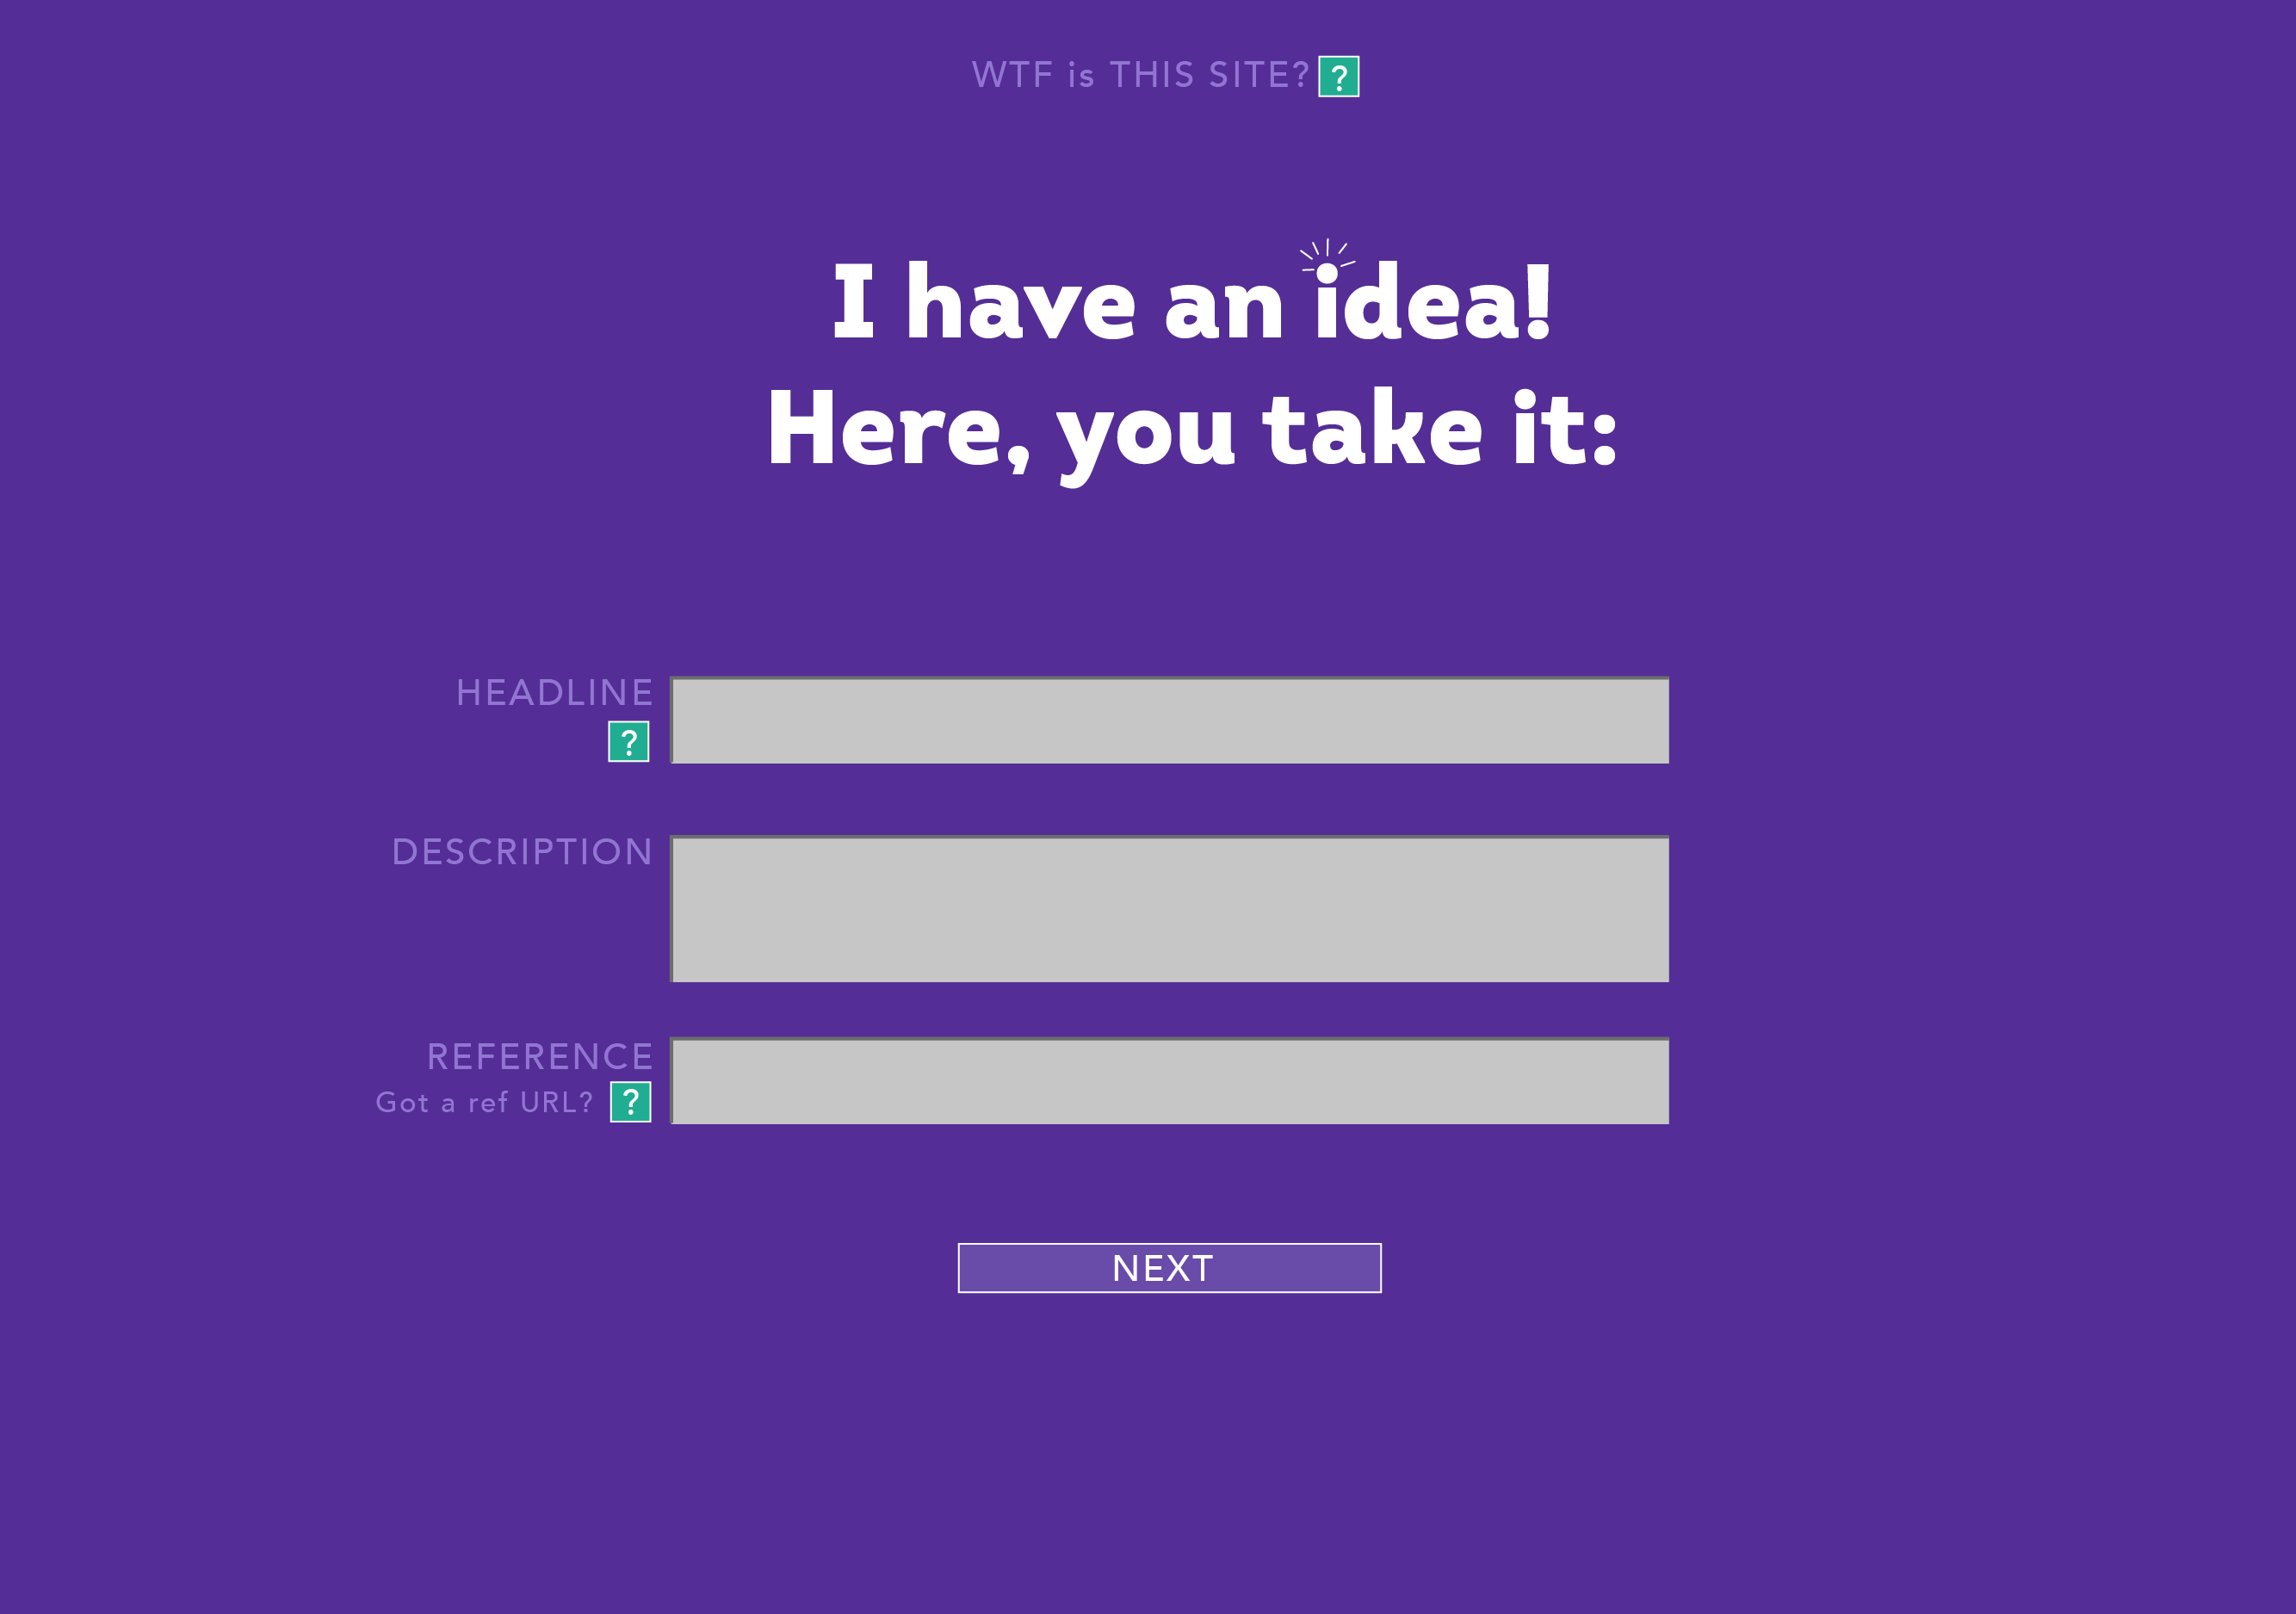 WTF is THIS SITE? ?
I have an idea!
Here, you take it:
HEADLINE
?
DESCRIPTION
REFERENCE
Got a ref URL? ?
NEXT